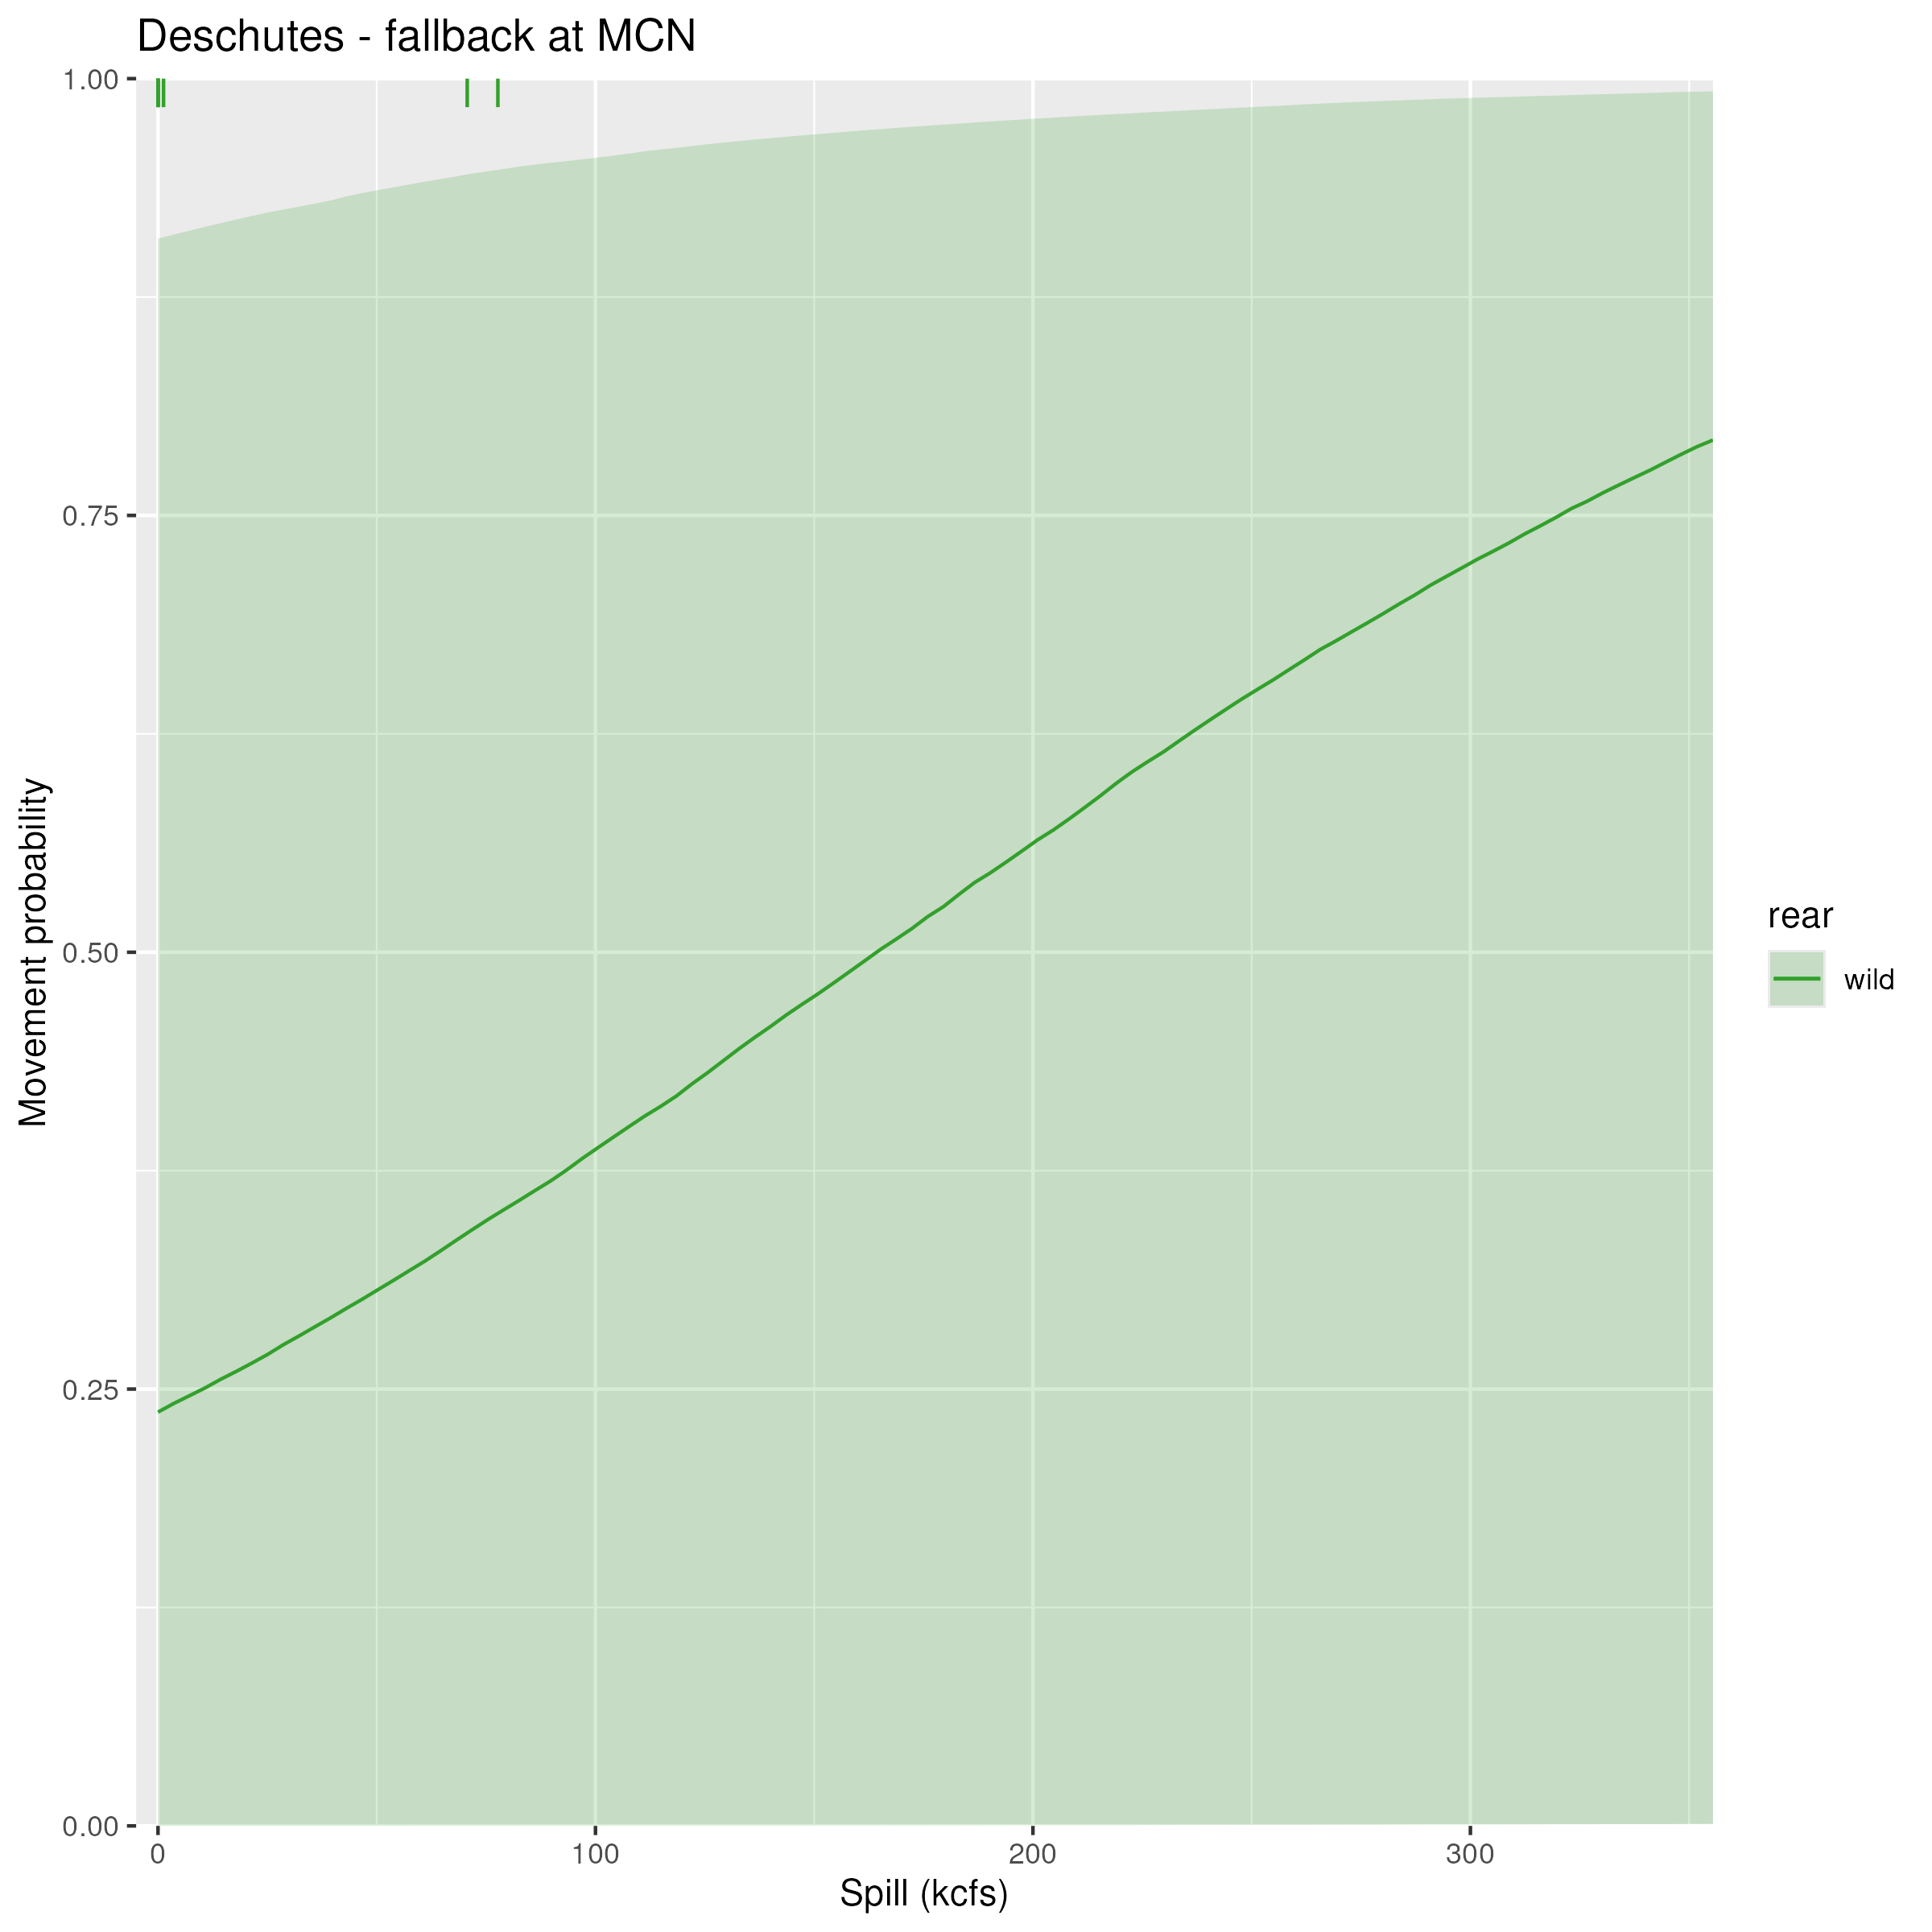 Deschutes - fallback at MCN
1.00
0.75
0.50
0.25
0.00
Movement probability
0
100
200
300
Spill (kcfs)
rear
wild